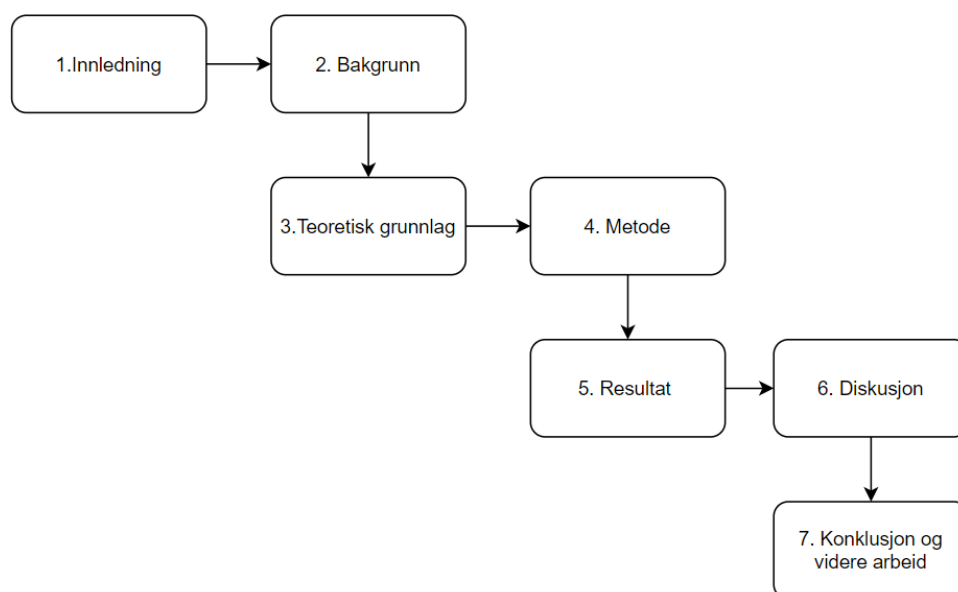 1.Innledning
2. Bakgrunn
3.Teoretisk grunnlag
4. Metode
5. Resultat
6. Diskusjon
7. Konklusjon og
videre arbeid